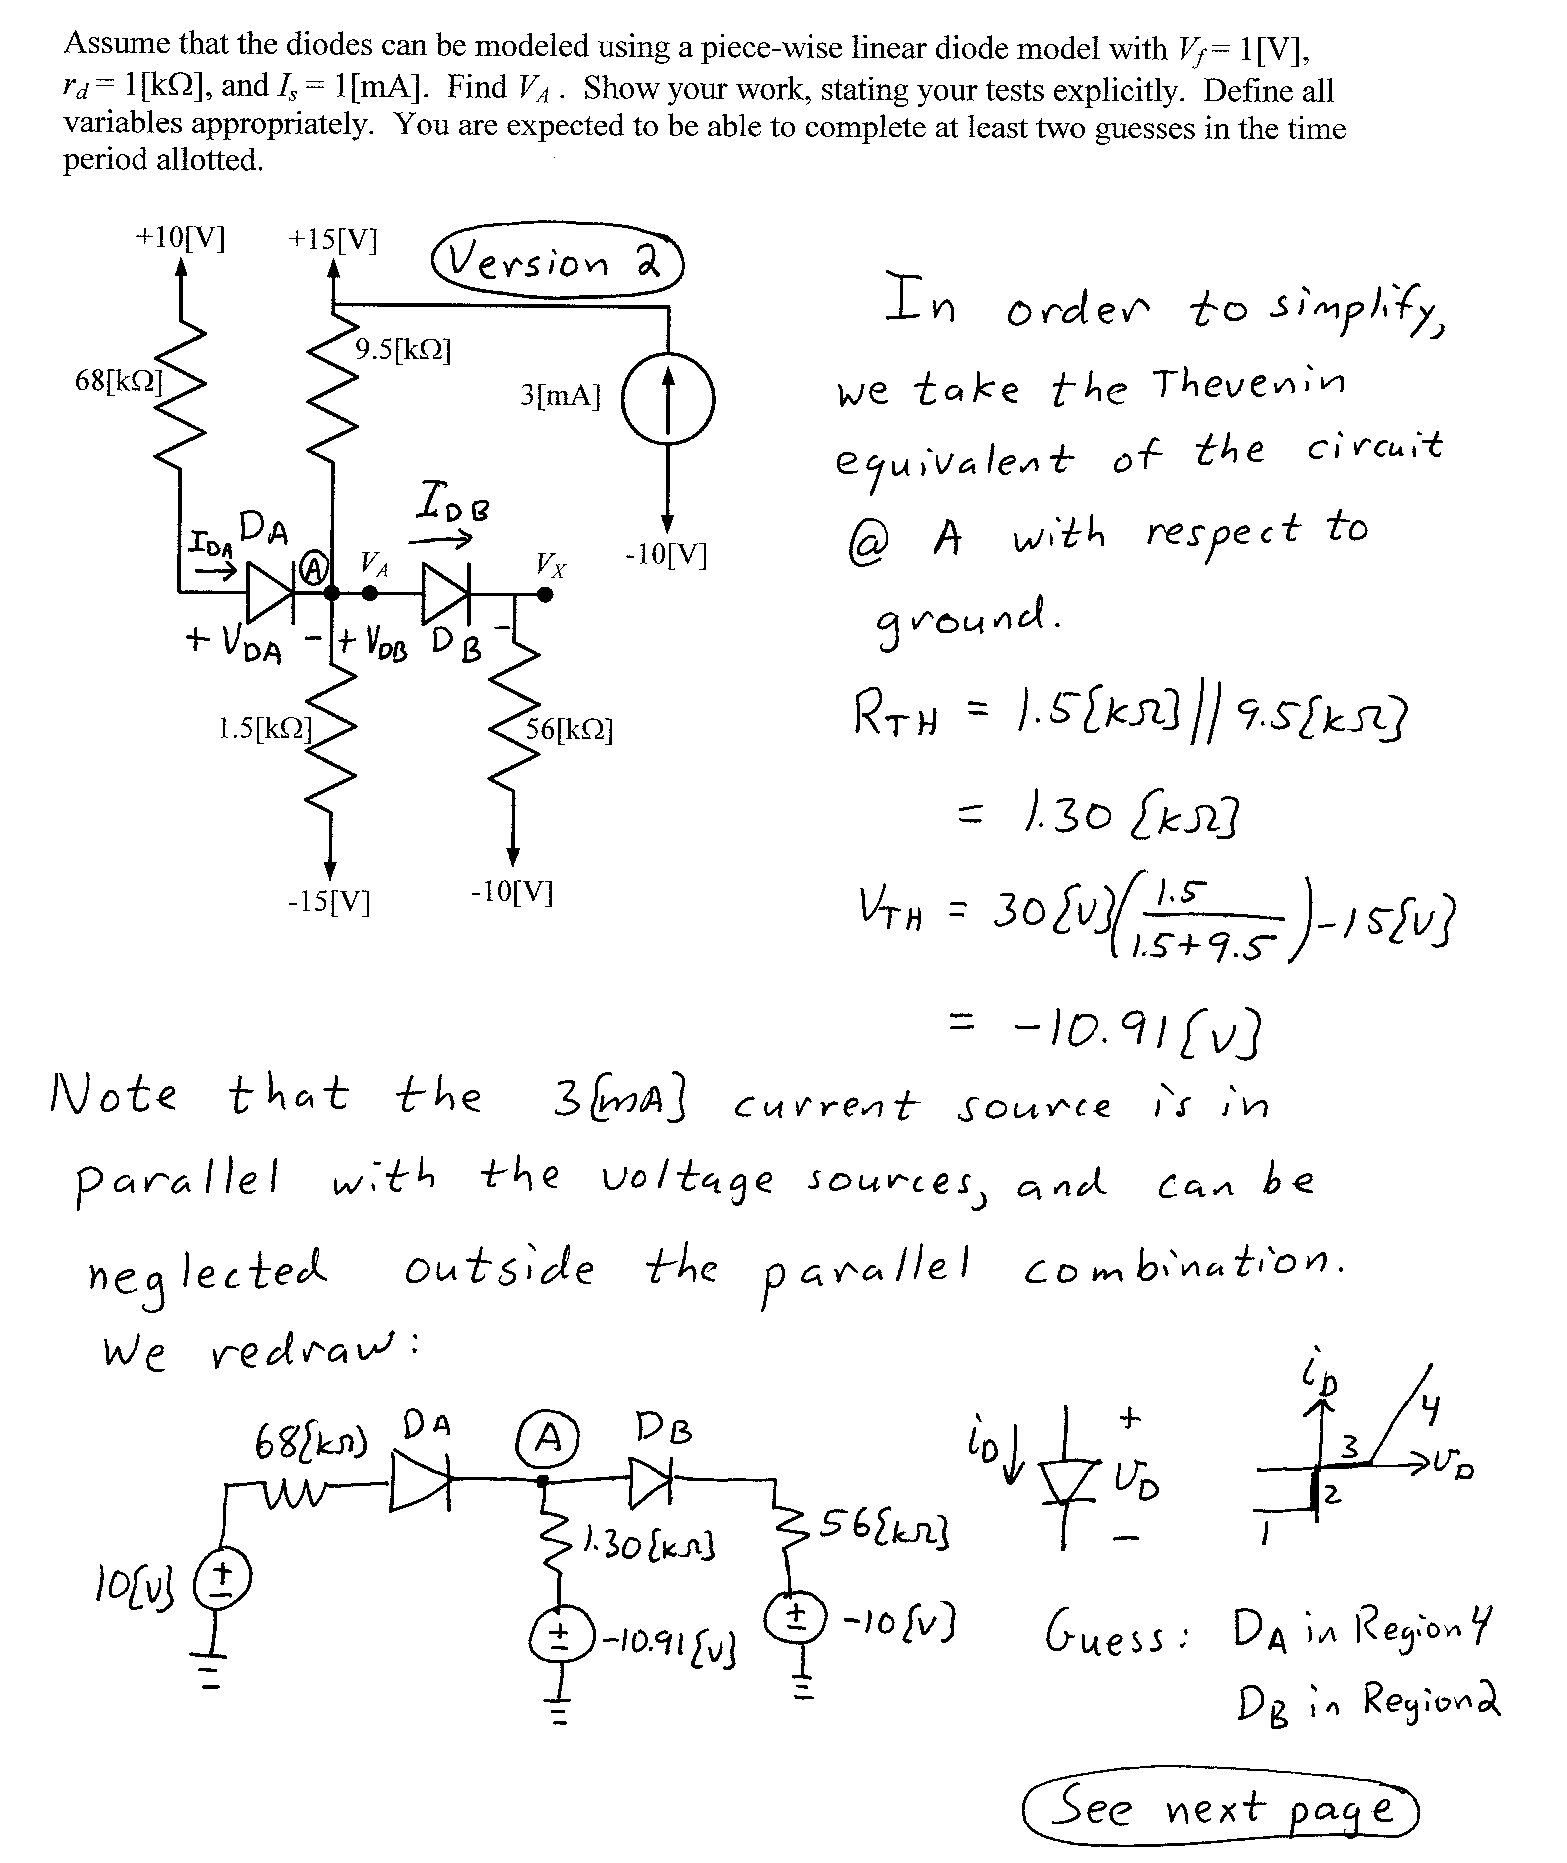 Assume that the diodes can be modeled using a piece-wise linear diode model with Vf = 1[V],
rd = 1[kΩ], and Is = 1[mA]. Find VA. Show your work, stating your tests explicitly. Define all
variables appropriately. You are expected to be able to complete at least two guesses in the time
period allotted.
+10[V]
+15[V]
Version 2
68[kΩ]
9.5[kΩ]
3[mA]
-10[V]
IDA
DA
A
VA
IDB
VX
+ VDA -
+ VDB DB -
1.5[kΩ]
56[kΩ]
-15[V]
-10[V]
In order to simplify,
we take the Thevenin
equivalent of the circuit
@ A with respect to
ground.
RTH = 1.5[kΩ] || 9.5[kΩ]
= 1.30 [kΩ]
VTH = 30[V](1.5/(1.5+9.5))-15[V]
= -10.91[V]
Note that the 3[mA] current source is in
parallel with the voltage sources, and can be
neglected outside the parallel combination.
We redraw:
68[kΩ]
DA
A
DB
1.30[kΩ]
56[kΩ]
10[V]
+
-
+
-
-10.91[V]
+
-
-10[V]
iD
+
vD
-
iD
4
3
vD
2
1
Guess: DA in Region 4
DB in Region 2
See next page